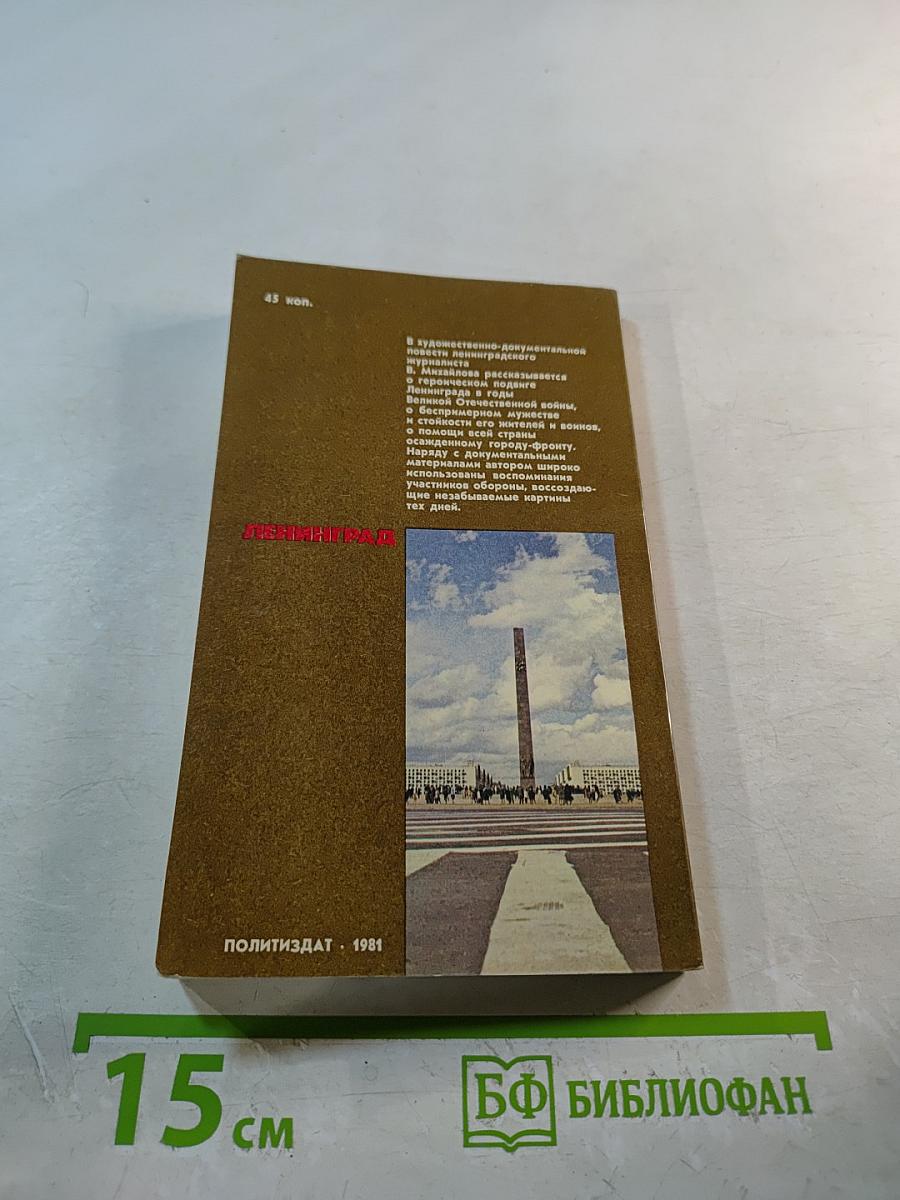 45 коп.
В художественно-документальной
повести ленинградского
журналиста
В. Михайлова рассказывается
о героическом подвиге
Ленинграда в годы
Великой Отечественной войны,
о беспримерном мужестве
и стойкости его жителей и воинов,
о помощи всей страны
осажденному городу-фронту.
Наряду с документальными
материалами автором широко
использованы воспоминания
участников обороны, воссоздаю-
щие незабываемые картины
тех дней.
ЛЕНИНГРАД
ПОЛИТИЗДАТ · 1981
15 см
БФ БИБЛИОФАН